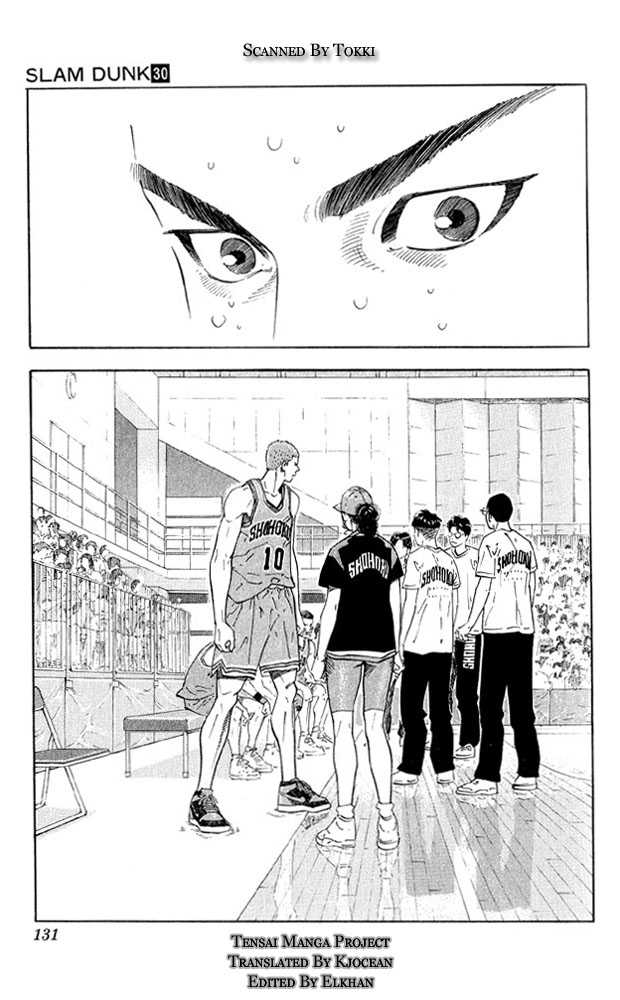 Scanned By Tokki
SLAM DUNK 30
SHOHOKU
10
SHOHOKU
SHOHOKU
SHOHOKU
131
Tensai Manga Project
Translated By Kjocean
Edited By Elkhan